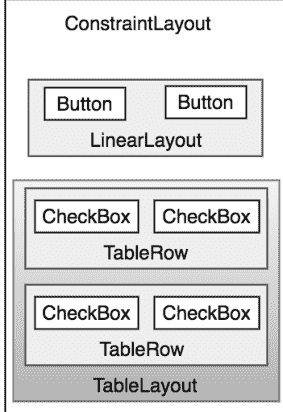 ConstraintLayout
Button Button
LinearLayout
CheckBox CheckBox
TableRow
CheckBox CheckBox
TableRow
TableLayout